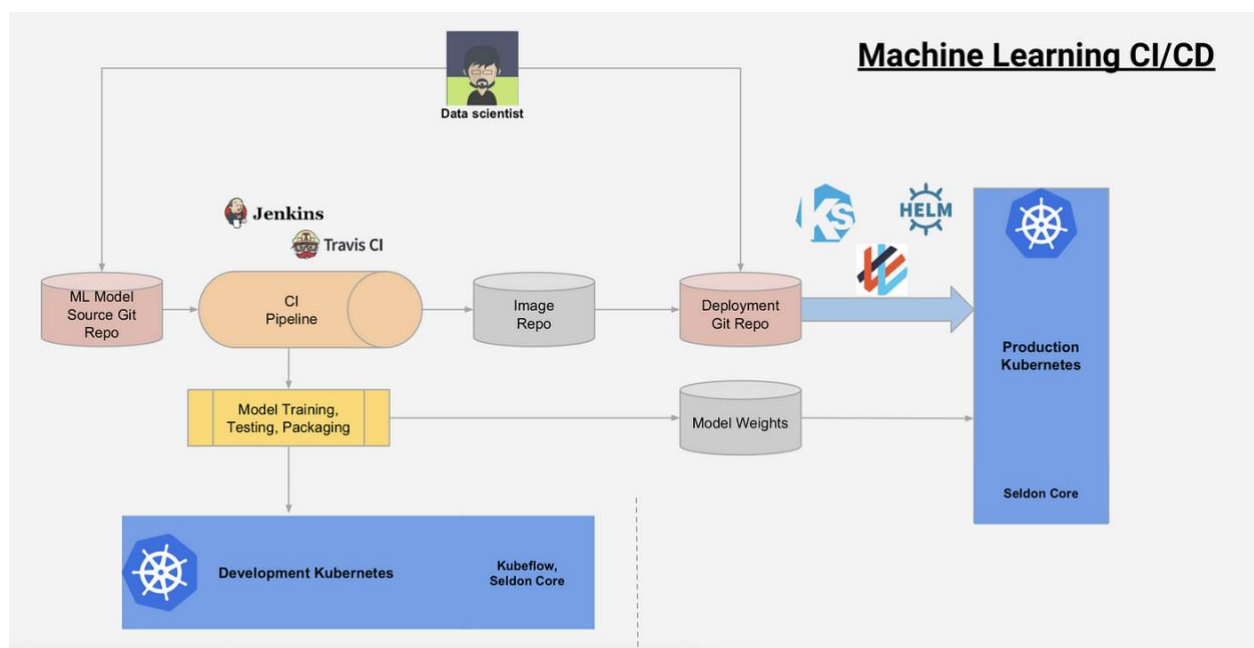 Machine Learning CI/CD
Data scientist
Jenkins
Travis CI
KS
HELM
ML Model
Source Git
Repo
CI
Pipeline
Image
Repo
Deployment
Git Repo
Production
Kubernetes
Model Training,
Testing, Packaging
Model Weights
Seldon Core
Development Kubernetes
Kubeflow,
Seldon Core